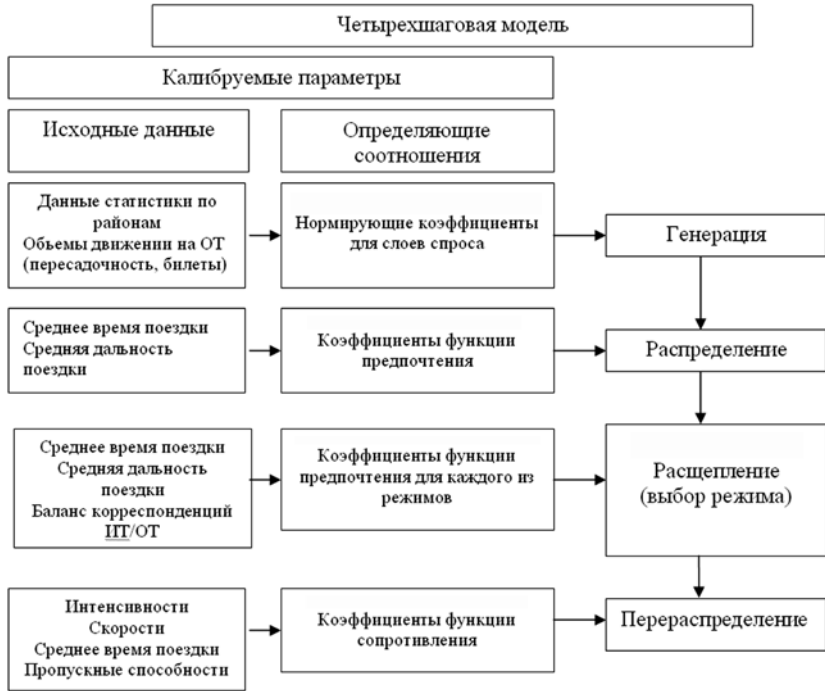 Четырехшаговая модель
Калибруемые параметры
Исходные данные
Определяющие
соотношения
Данные статистики по
районам
Объемы движении на ОТ
(пересадочность, билеты)
Нормирующие коэффициенты
для слоев спроса
Генерация
Среднее время поездки
Средняя дальность
поездки
Коэффициенты функции
предпочтения
Распределение
Среднее время поездки
Средняя дальность
поездки
Баланс корреспонденций
ИТ/ОТ
Коэффициенты функции
предпочтения для каждого из
режимов
Расщепление
(выбор режима)
Интенсивности
Скорости
Среднее время поездки
Пропускные способности
Коэффициенты функции
сопротивления
Перераспределение